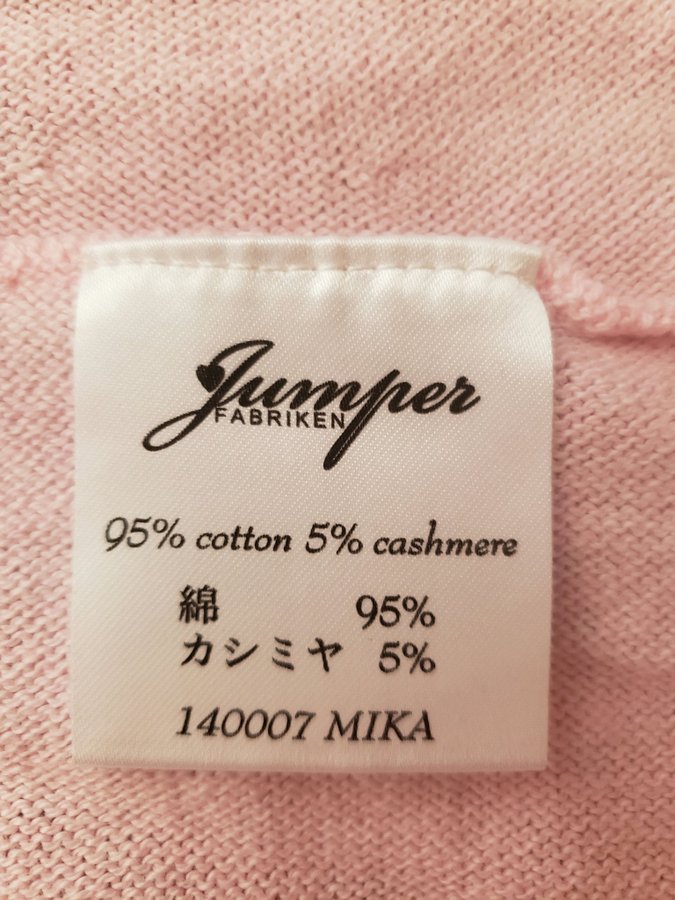 Jumper
FABRIKEN
95% cotton 5% cashmere
綿 95%
カシミヤ 5%
140007 MIKA